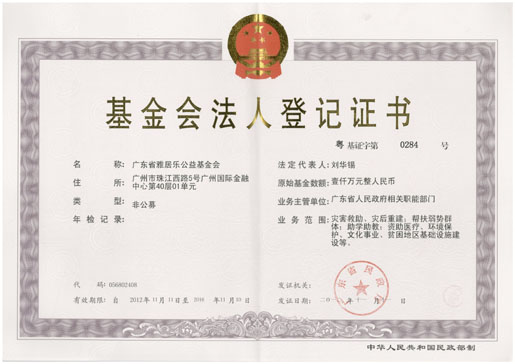 基金会法人登记证书
粤 基证字第 0284 号
名称: 广东省雅居乐公益基金会
住所: 广州市珠江西路5号广州国际金融
中心第40层01单元
类型: 非公募
年检记录:
法定代表人: 刘华锡
原始基金数额: 壹仟万元整人民币
业务主管单位: 广东省人民政府相关职能部门
业务范围: 灾害救助、灾后重建; 帮扶弱势群
体; 助学助教; 资助医疗、环境保
护、文化事业、贫困地区基础设施建
设等。
代码: 056802408
有效期限: 自 2012年11月13日至 2016 年11月13日
发证机关:
广东省民政厅
发证日期:
中华人民共和国民政部制